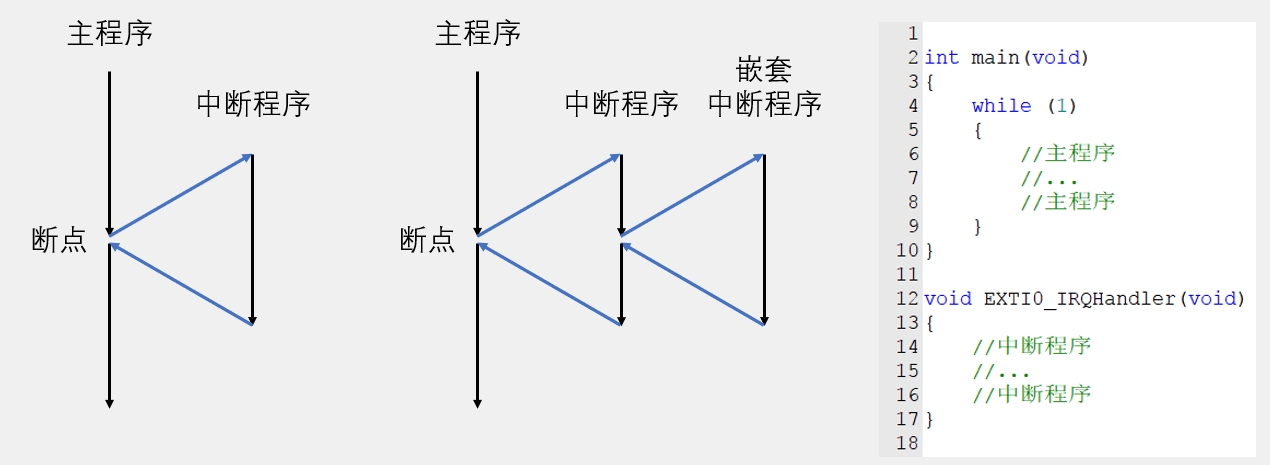 主程序
中断程序
断点
主程序
中断程序
嵌套
中断程序
断点
1
2 int main(void)
3 {
4     while (1)
5     {
6         //主程序
7         //...
8         //主程序
9     }
10 }
11
12 void EXTI0_IRQHandler(void)
13 {
14     //中断程序
15     //...
16     //中断程序
17 }
18